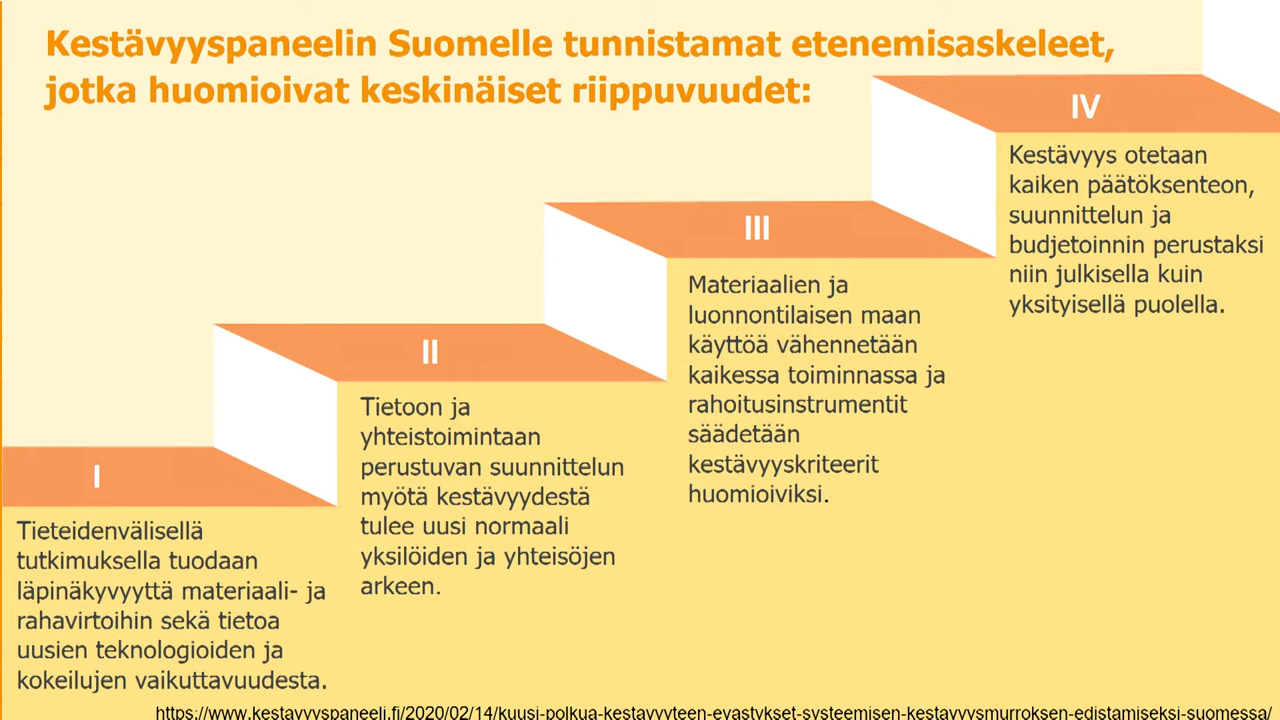 Kestävyyspaneelin Suomelle tunnistamat etenemisaskeleet,
jotka huomioivat keskinäiset riippuvuudet:
I
Tieteidenvälisellä
tutkimuksella tuodaan
läpinäkyvyyttä materiaali- ja
rahavirtoihin sekä tietoa
uusien teknologioiden ja
kokeilujen vaikuttavuudesta.
II
Tietoon ja
yhteistoimintaan
perustuvan suunnittelun
myötä kestävyydestä
tulee uusi normaali
yksilöiden ja yhteisöjen
arkeen.
III
Materiaalien ja
luonnontilaisen maan
käyttöä vähennetään
kaikessa toiminnassa ja
rahoitusinstrumentit
säädetään
kestävyyskriteerit
huomioiviksi.
IV
Kestävyys otetaan
kaiken päätöksenteon,
suunnittelun ja
budjetoinnin perustaksi
niin julkisella kuin
yksityisellä puolella.
https://www.kestavyyspaneeli.fi/2020/02/14/kuusi-polkua-kestavyyteen-evastykset-systeemisen-kestavyysmurroksen-edistamiseksi-suomessa/